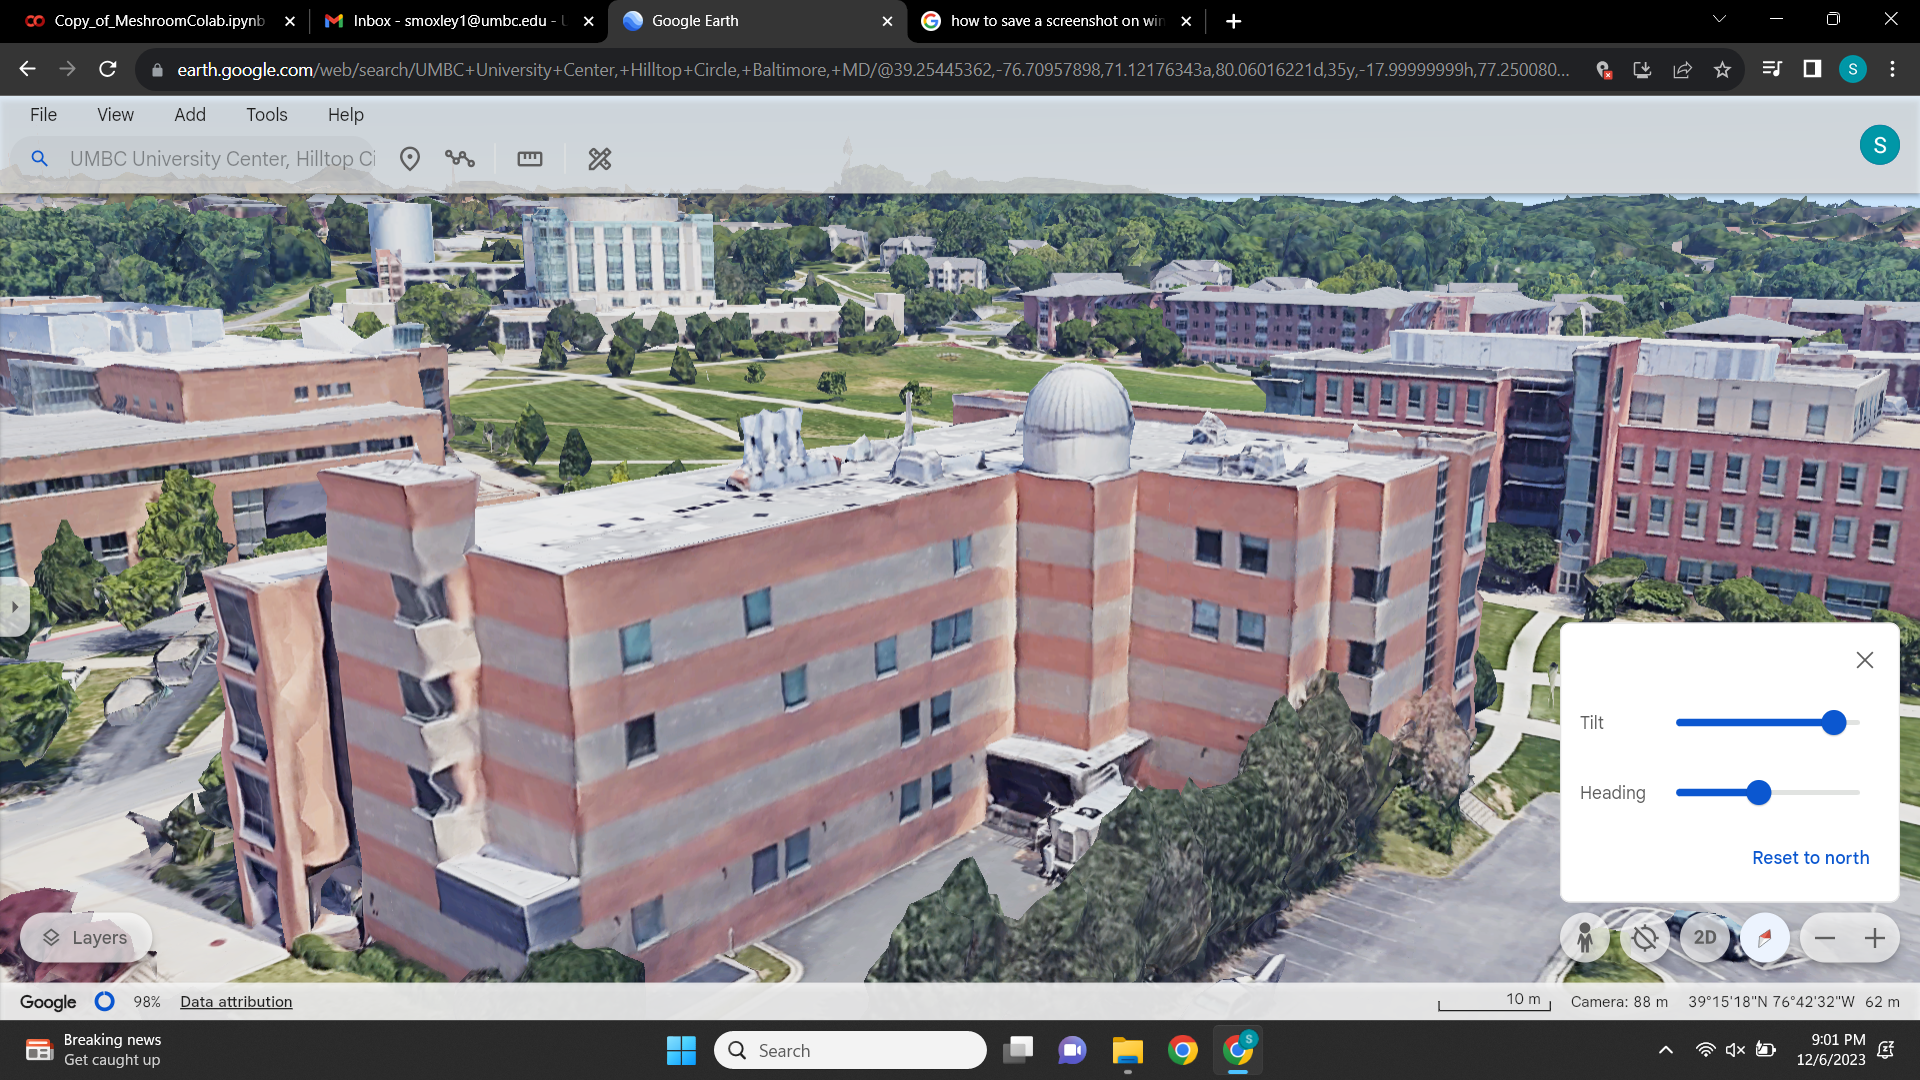 Copy_of_MeshroomColab.ipynb
Inbox - smoxley1@umbc.edu - U
Google Earth
how to save a screenshot on win
earth.google.com/web/search/UMBC+University+Center,+Hilltop+Circle,+Baltimore,+MD/@39.25445362,-76.70957898,71.12176343a,80.06016221d,35y,-17.99999999h,77.250080...
S
File View Add Tools Help
UMBC University Center, Hilltop Ci
S
Tilt
Heading
Reset to north
Layers
2D
Google 98% Data attribution
10 m Camera: 88 m 39°15'18"N 76°42'32"W 62 m
Breaking news
Get caught up
Search
S
9:01 PM
12/6/2023